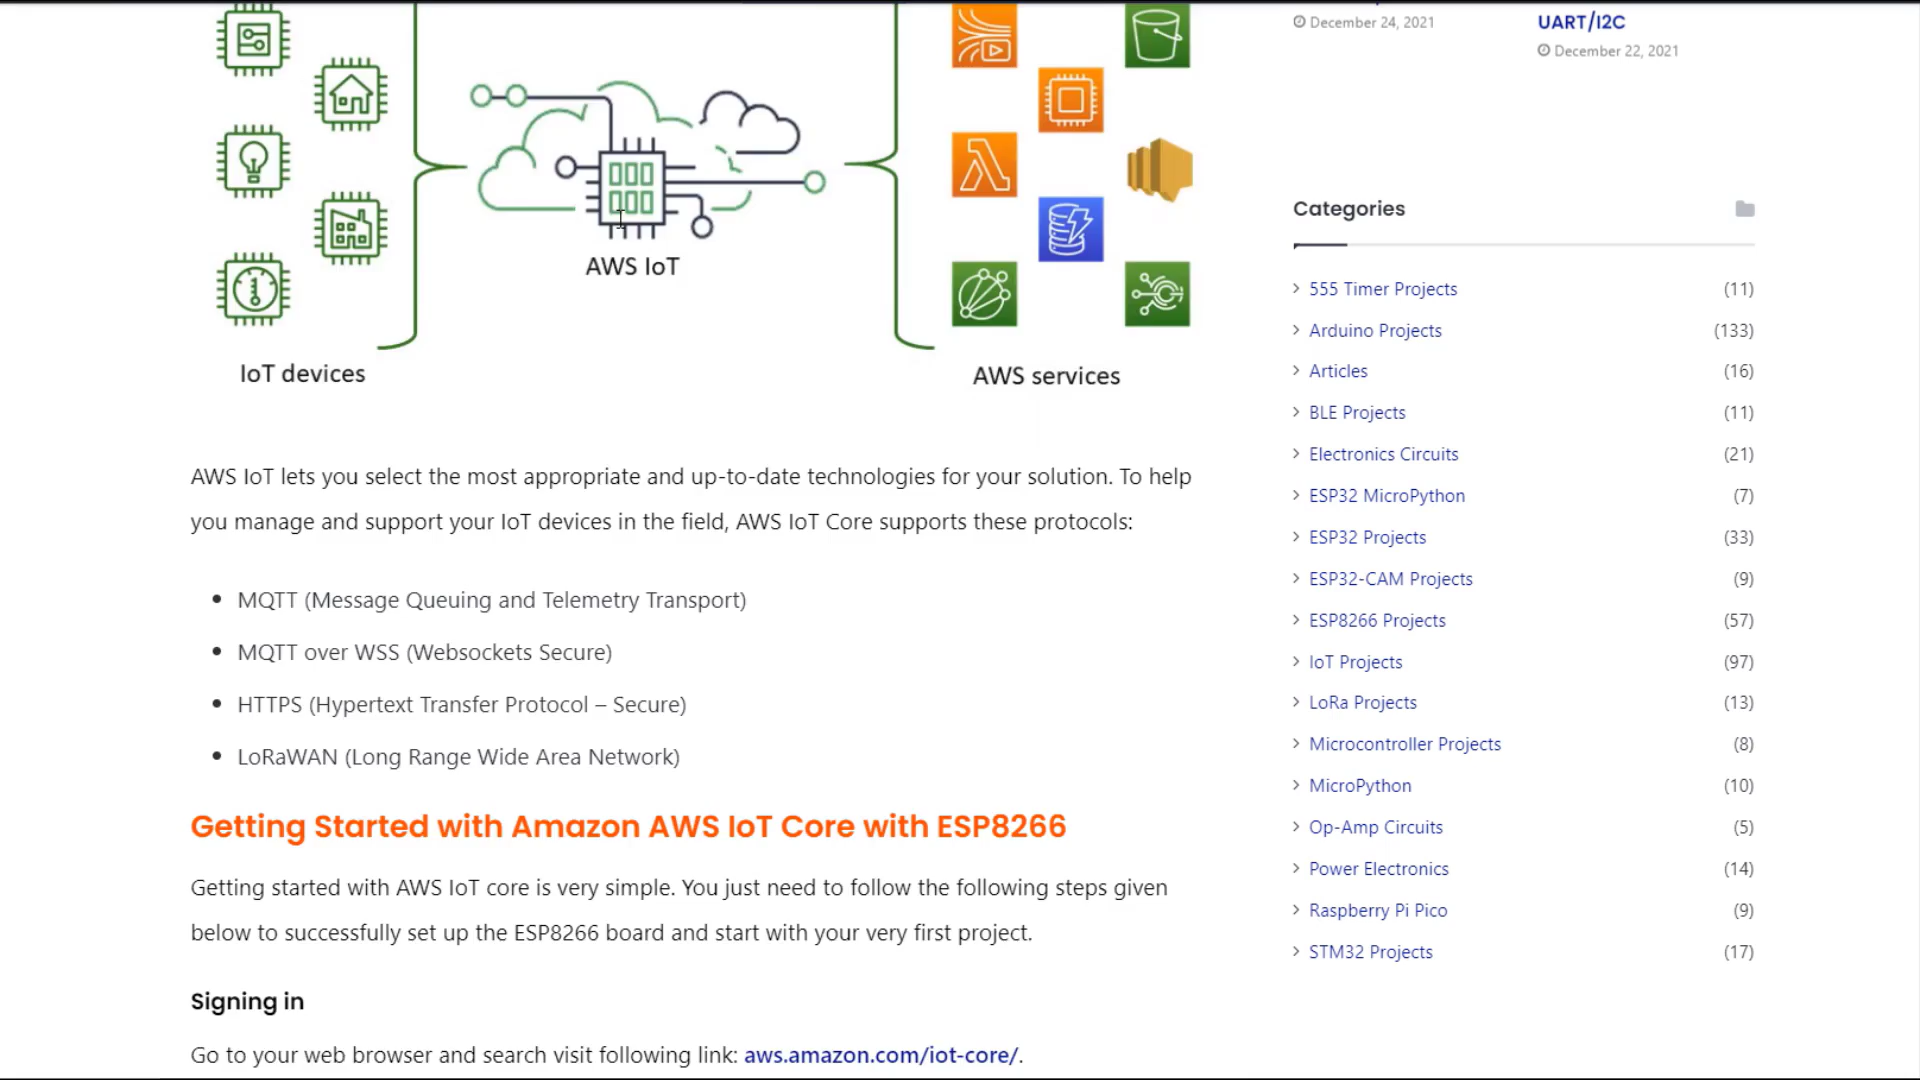 December 24, 2021
UART/I2C
December 22, 2021
AWS IoT
IoT devices
AWS services
AWS IoT lets you select the most appropriate and up-to-date technologies for your solution. To help
you manage and support your IoT devices in the field, AWS IoT Core supports these protocols:
MQTT (Message Queuing and Telemetry Transport)
MQTT over WSS (Websockets Secure)
HTTPS (Hypertext Transfer Protocol – Secure)
LoRaWAN (Long Range Wide Area Network)
Getting Started with Amazon AWS IoT Core with ESP8266
Getting started with AWS IoT core is very simple. You just need to follow the following steps given
below to successfully set up the ESP8266 board and start with your very first project.
Signing in
Go to your web browser and search visit following link: aws.amazon.com/iot-core/.
Categories
555 Timer Projects (11)
Arduino Projects (133)
Articles (16)
BLE Projects (11)
Electronics Circuits (21)
ESP32 MicroPython (7)
ESP32 Projects (33)
ESP32-CAM Projects (9)
ESP8266 Projects (57)
IoT Projects (97)
LoRa Projects (13)
Microcontroller Projects (8)
MicroPython (10)
Op-Amp Circuits (5)
Power Electronics (14)
Raspberry Pi Pico (9)
STM32 Projects (17)